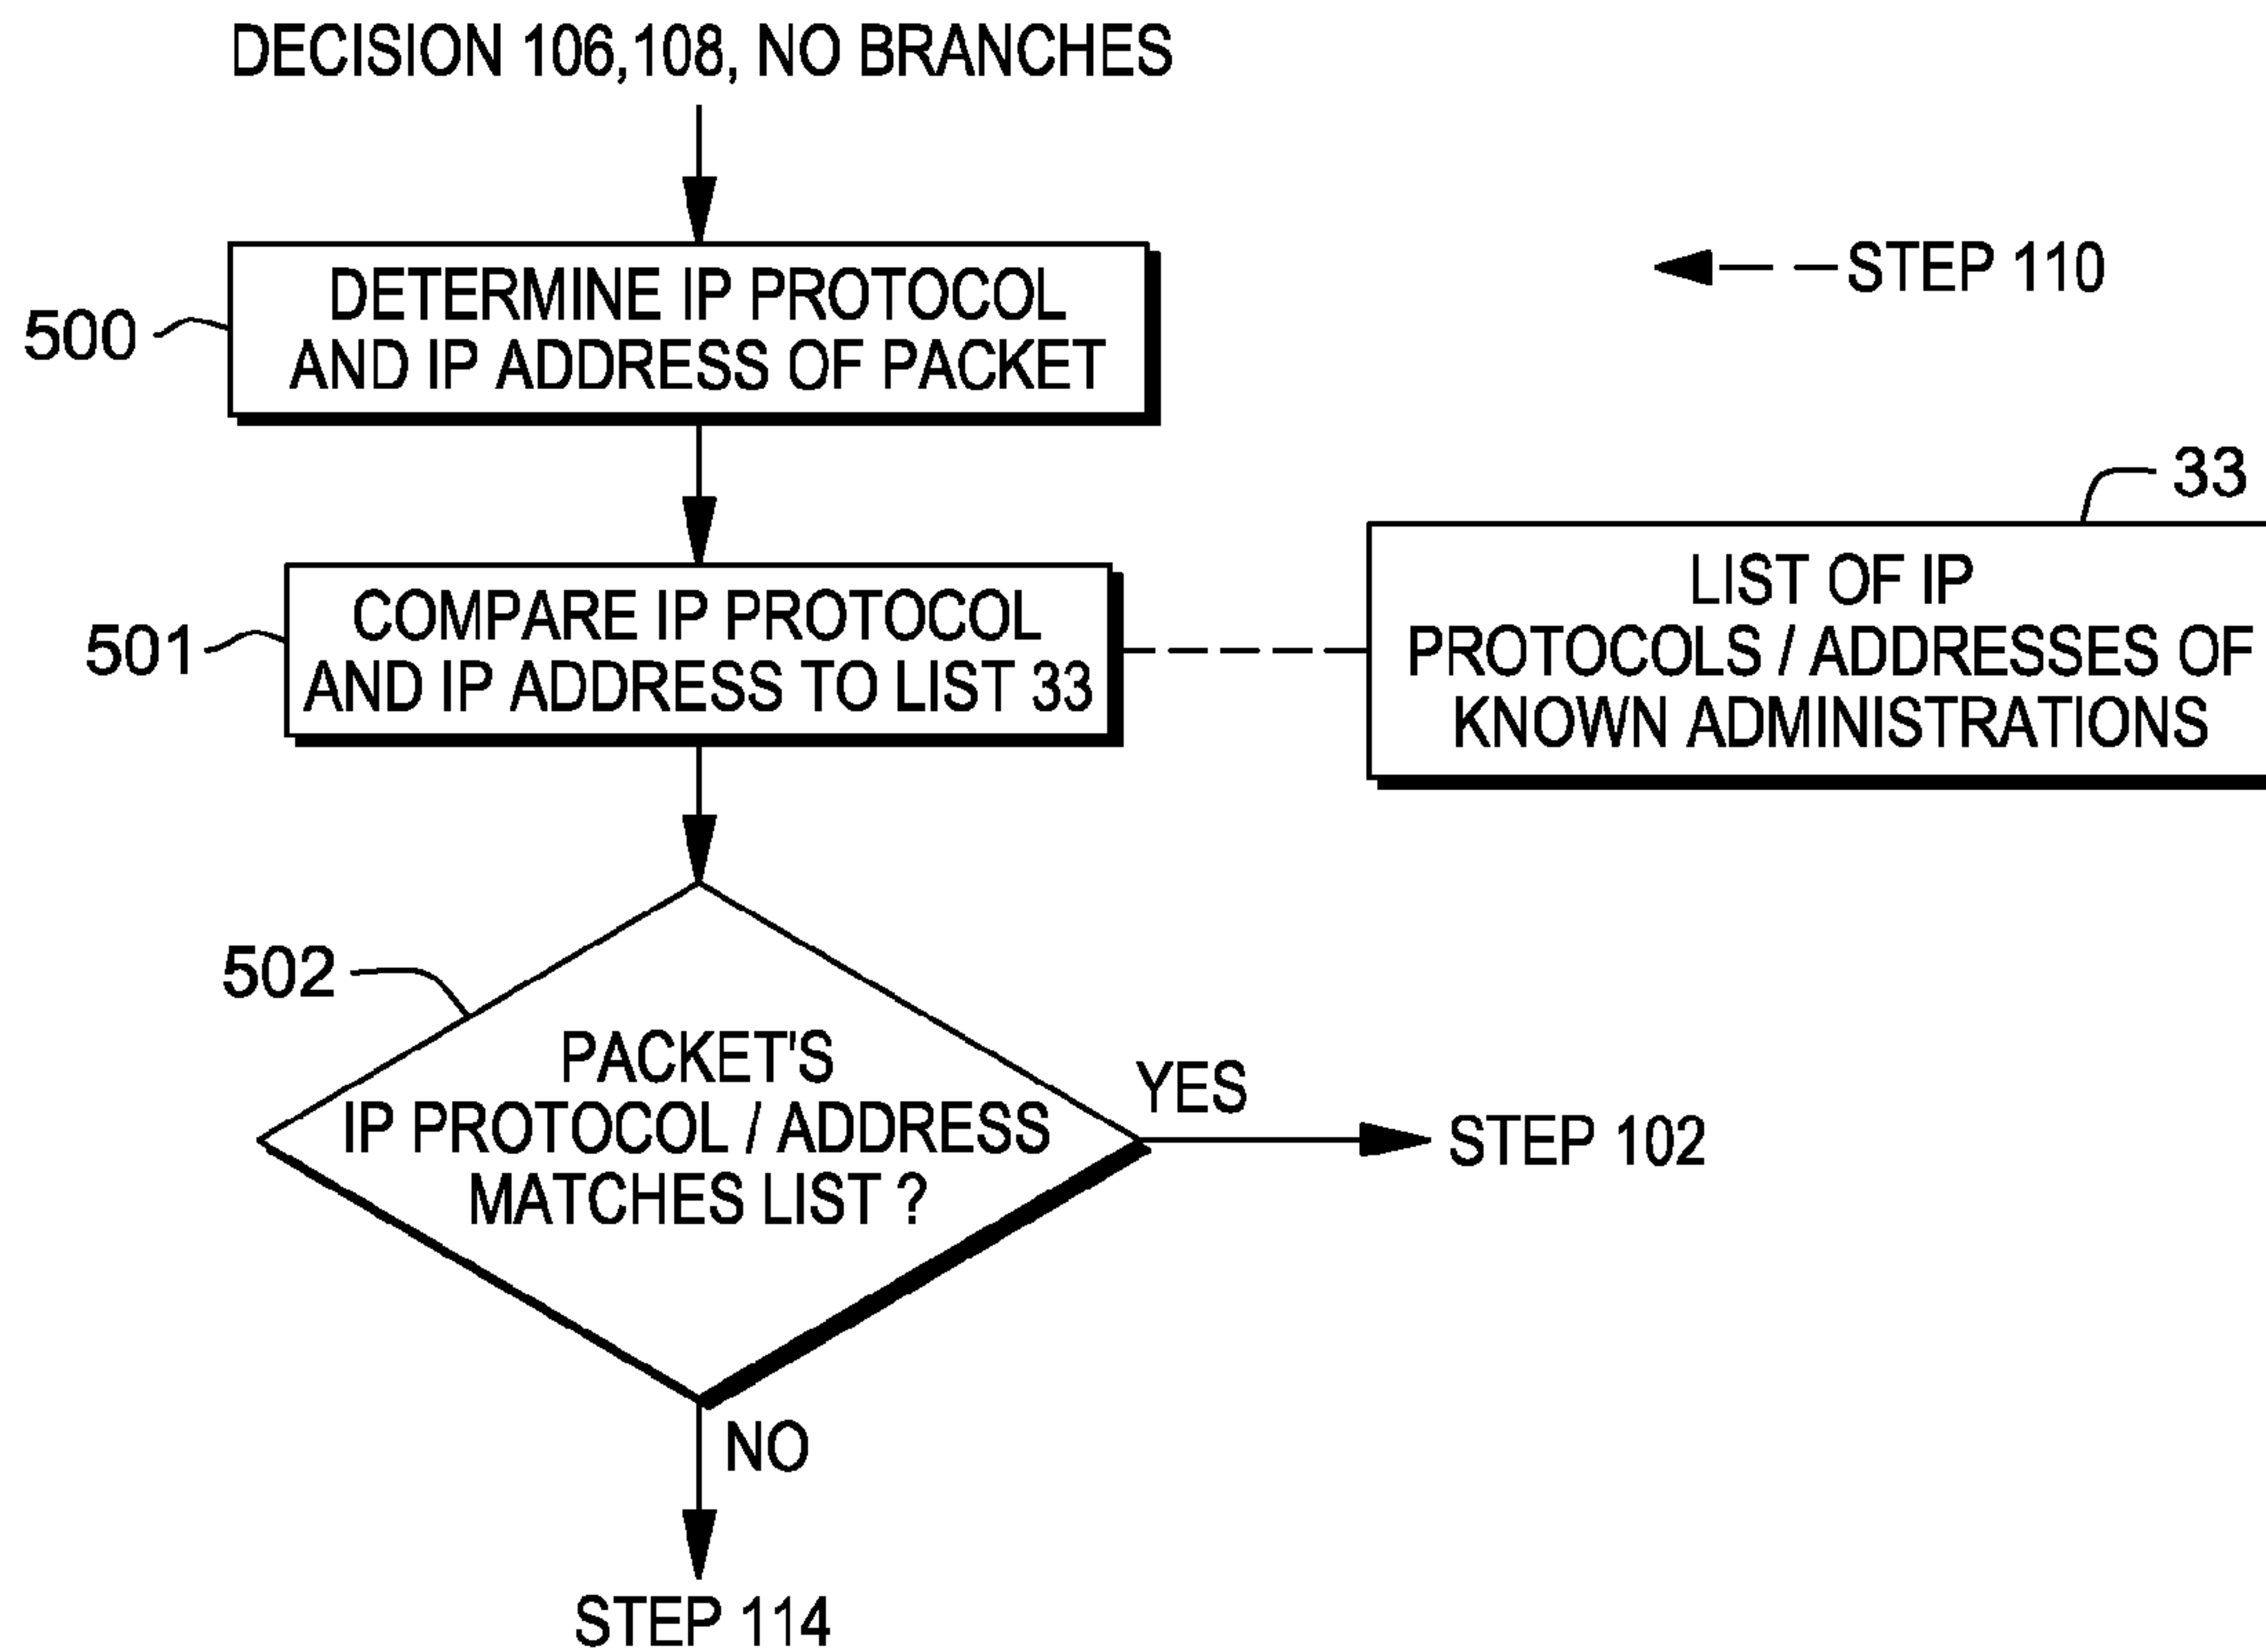 DECISION 106,108, NO BRANCHES
500
DETERMINE IP PROTOCOL
AND IP ADDRESS OF PACKET
STEP 110
501
COMPARE IP PROTOCOL
AND IP ADDRESS TO LIST 33
33
LIST OF IP
PROTOCOLS / ADDRESSES OF
KNOWN ADMINISTRATIONS
502
PACKET'S
IP PROTOCOL / ADDRESS
MATCHES LIST ?
YES
STEP 102
NO
STEP 114